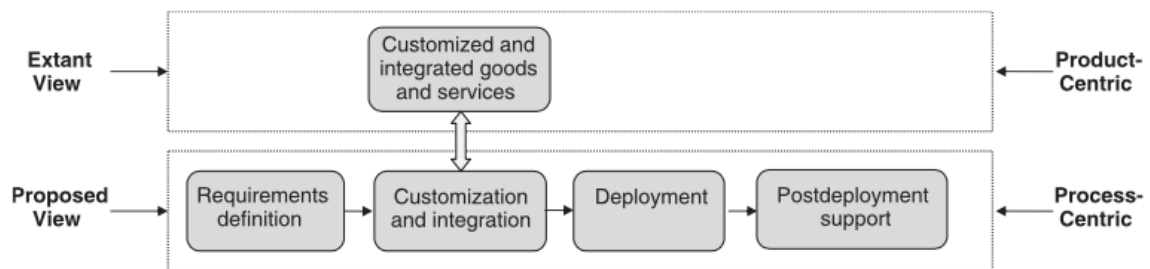 Extant
View
Customized and
integrated goods
and services
Product-
Centric
Proposed
View
Requirements
definition
Customization
and integration
Deployment
Postdeployment
support
Process-
Centric